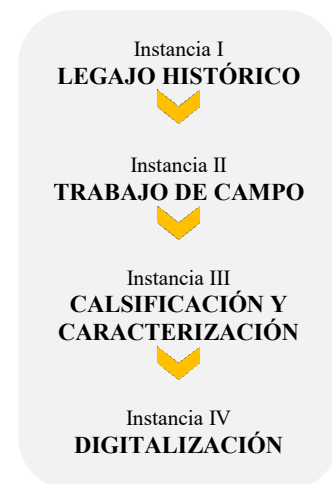 Instancia I
LEGAJO HISTÓRICO
Instancia II
TRABAJO DE CAMPO
Instancia III
CALSIFICACIÓN Y
CARACTERIZACIÓN
Instancia IV
DIGITALIZACIÓN